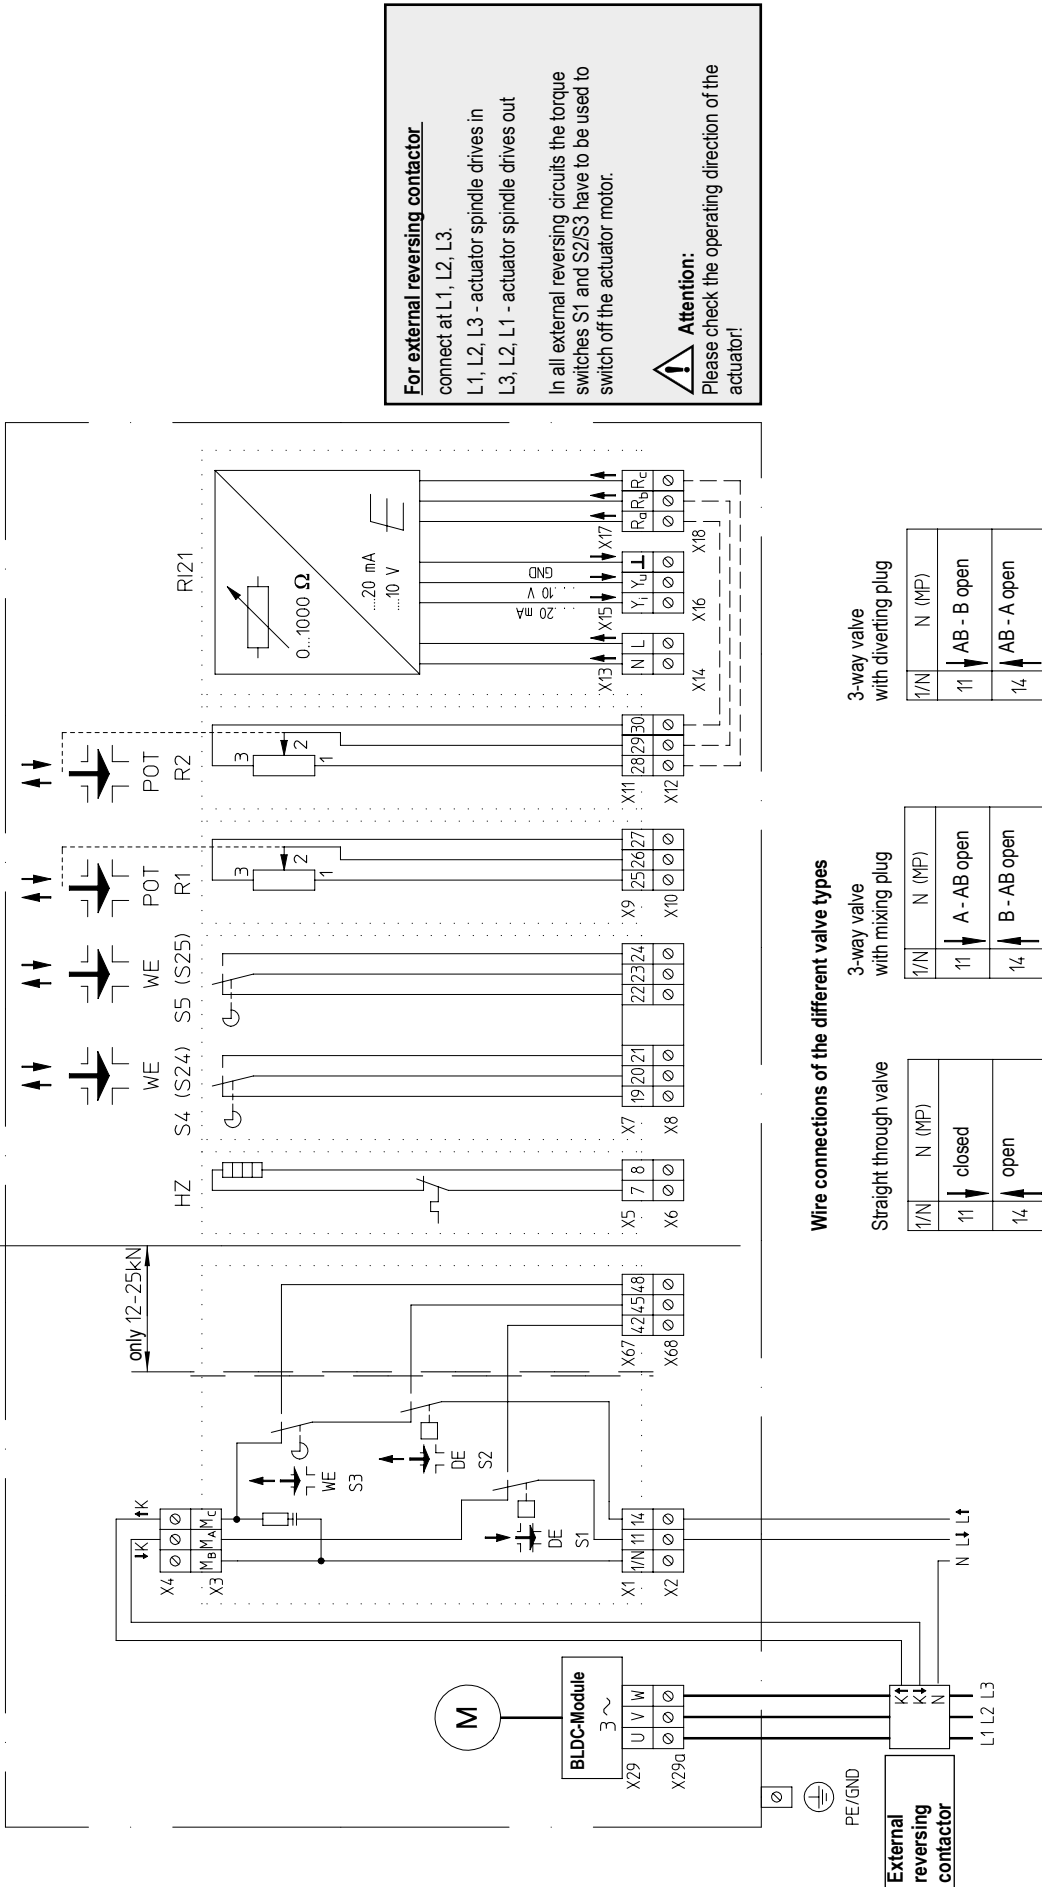 For external reversing contactor
connect at L1, L2, L3.
L1, L2, L3 - actuator spindle drives in
L3, L2, L1 - actuator spindle drives out
In all external reversing circuits the torque
switches S1 and S2/S3 have to be used to
switch off the actuator motor.
Attention:
Please check the operating direction of the
actuator!
only 12-25kN
HZ
WE
S4 (S24)
WE
S5 (S25)
POT
R1
POT
R2
RI21
3
2
1
3
2
1
0...1000 Ω
...20 mA
...10 V
↓K ↑K
X4
X3
MB MA MC
WE
S3
DE
S2
DE
S1
X1 1/N 11 14
X2
X67 42 45 48
X68
X5 7 8
X6
X7 19 20 21
X8
22 23 24
X9 25 26 27
X10
X11 28 29 30
X12
X13 N L
X14
...20 mA
...10 V
GND
X15 Yi Yu ⊥
X16
X17 Ra Rb Rc
X18
M
BLDC-Module
3 ~
X29 U V W
X29a
PE/GND
External
reversing
contactor
K↑
K↓
N
L1 L2 L3
N L↓ L↑
Wire connections of the different valve types
Straight through valve
1/N N (MP)
11 ↓ closed
14 ↑ open
3-way valve
with mixing plug
1/N N (MP)
11 ↓ A - AB open
14 ↑ B - AB open
3-way valve
with diverting plug
1/N N (MP)
11 ↓ AB - B open
14 ↑ AB - A open